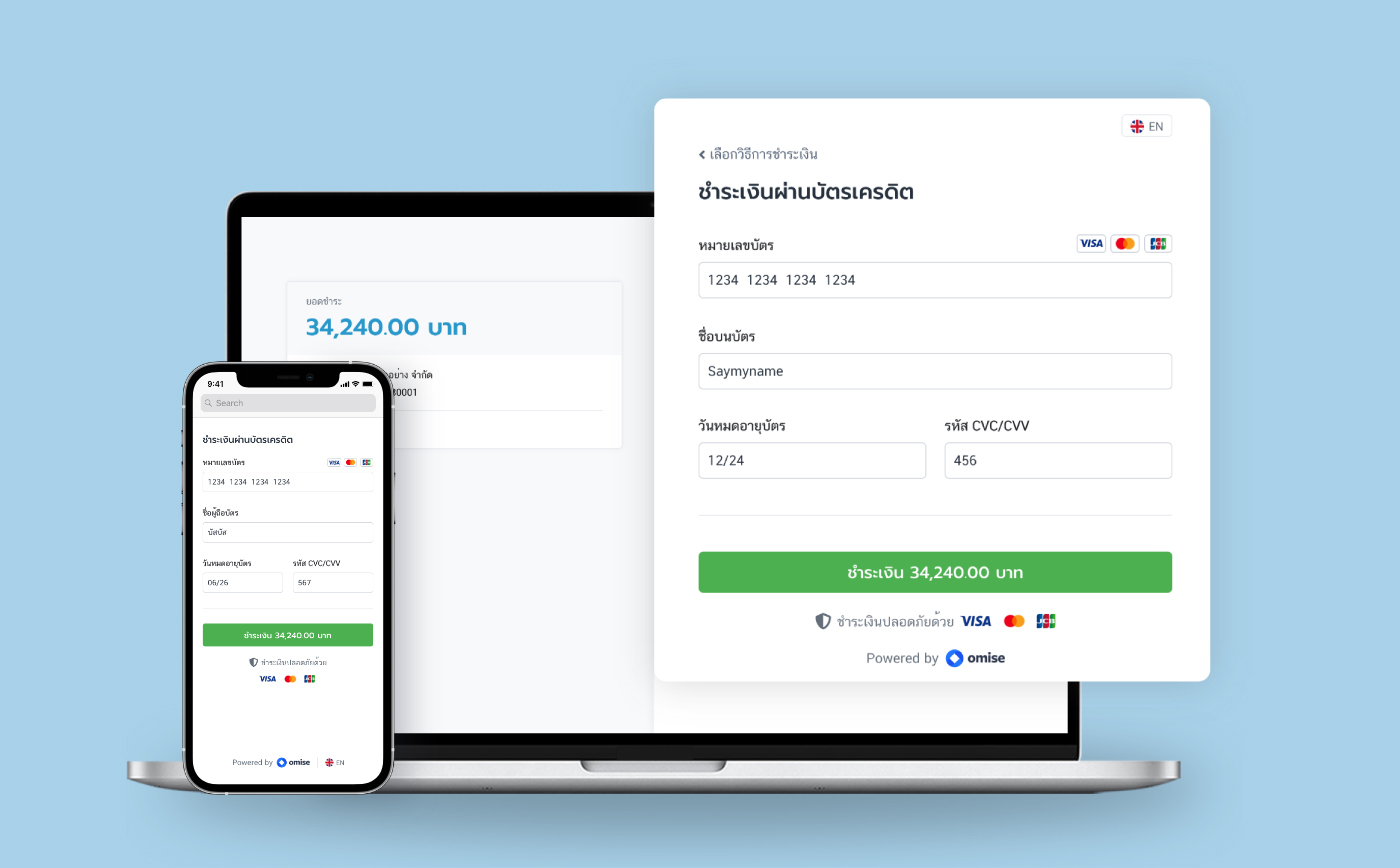 EN
เลือกวิธีการชำระเงิน
ชำระเงินผ่านบัตรเครดิต
หมายเลขบัตร VISA JCB
1234 1234 1234 1234
ชื่อบนบัตร
Saymyname
วันหมดอายุบัตร รหัส CVC/CVV
12/24 456
ชำระเงิน 34,240.00 บาท
ชำระเงินปลอดภัยด้วย VISA JCB
Powered by omise
ยอดชำระ
34,240.00 บาท
จำกัด
0001
9:41
Search
ชำระเงินผ่านบัตรเครดิต
หมายเลขบัตร VISA JCB
1234 1234 1234 1234
ชื่อผู้ถือบัตร
บัสบัส
วันหมดอายุบัตร รหัส CVC/CVV
06/26 567
ชำระเงิน 34,240.00 บาท
ชำระเงินปลอดภัยด้วย
VISA JCB
Powered by omise EN